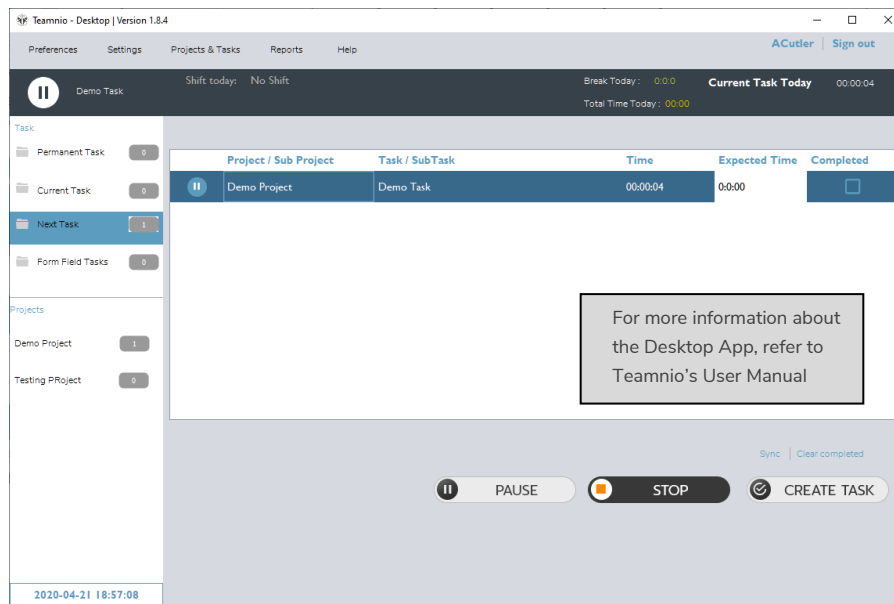 Teamnio - Desktop | Version 1.8.4
Preferences Settings Projects & Tasks Reports Help ACutler | Sign out
Demo Task Shift today: No Shift Break Today : 0:0:0 Current Task Today 00:00:04
Total Time Today : 00:00
Task
Permanent Task 0
Current Task 0
Next Task 1
Form Field Tasks 0
Projects
Demo Project 1
Testing PRoject 0
2020-04-21 18:57:08
Project / Sub Project Task / SubTask Time Expected Time Completed
Demo Project Demo Task 00:00:04 0:0:00
For more information about
the Desktop App, refer to
Teamnio’s User Manual
Sync | Clear completed
PAUSE STOP CREATE TASK